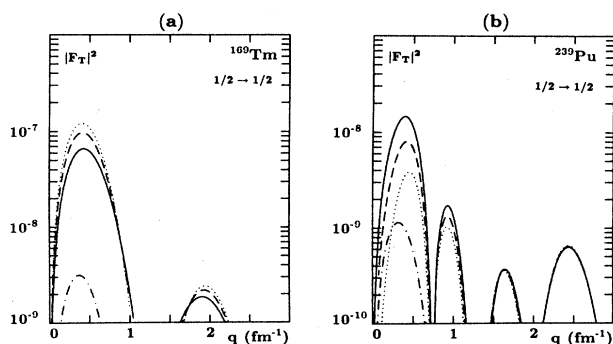 (a)
|F_T|²
¹⁶⁹Tm
1/2 → 1/2
10⁻⁷
10⁻⁸
10⁻⁹
0 1 2 q (fm⁻¹)
(b)
|F_T|²
²³⁹Pu
1/2 → 1/2
10⁻⁸
10⁻⁹
10⁻¹⁰
0 1 2 q (fm⁻¹)